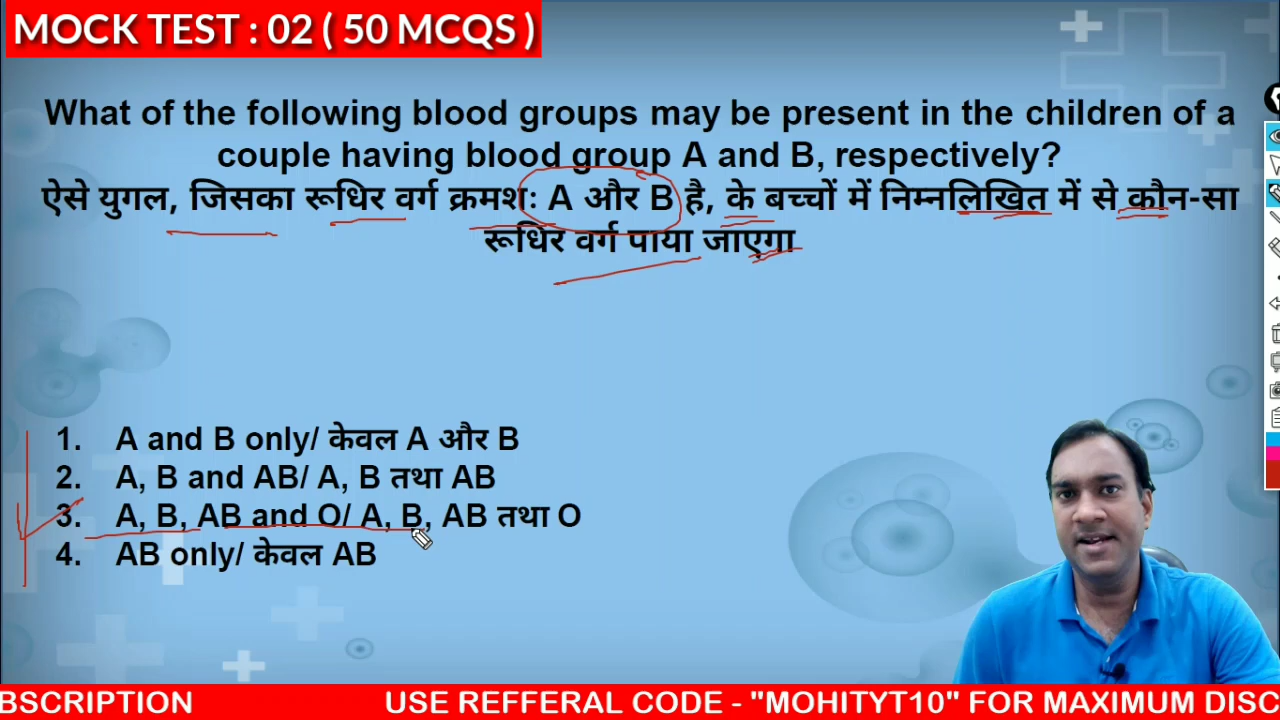 MOCK TEST : 02 ( 50 MCQS )
What of the following blood groups may be present in the children of a
couple having blood group A and B, respectively?
ऐसे युगल, जिसका रूधिर वर्ग क्रमशः A और B है, के बच्चों में निम्नलिखित में से कौन-सा
रूधिर वर्ग पाया जाएगा
1. A and B only/ केवल A और B
2. A, B and AB/ A, B तथा AB
3. A, B, AB and O/ A, B, AB तथा O
4. AB only/ केवल AB
BSCRIPTION USE REFFERAL CODE - "MOHITYT10" FOR MAXIMUM DISC